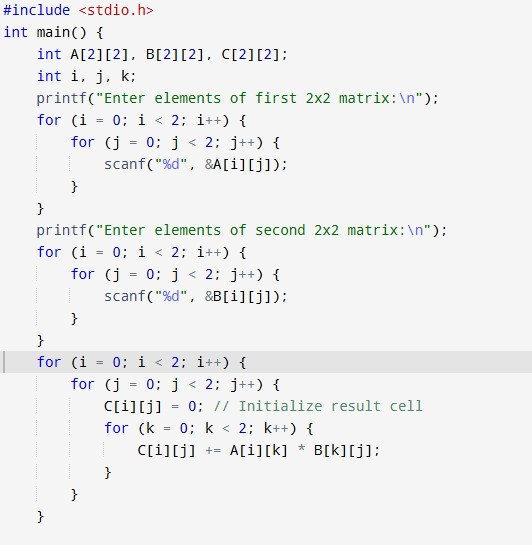 #include <stdio.h>
int main() {
    int A[2][2], B[2][2], C[2][2];
    int i, j, k;
    printf("Enter elements of first 2x2 matrix:\n");
    for (i = 0; i < 2; i++) {
        for (j = 0; j < 2; j++) {
            scanf("%d", &A[i][j]);
        }
    }
    printf("Enter elements of second 2x2 matrix:\n");
    for (i = 0; i < 2; i++) {
        for (j = 0; j < 2; j++) {
            scanf("%d", &B[i][j]);
        }
    }
    for (i = 0; i < 2; i++) {
        for (j = 0; j < 2; j++) {
            C[i][j] = 0; // Initialize result cell
            for (k = 0; k < 2; k++) {
                C[i][j] += A[i][k] * B[k][j];
            }
        }
    }